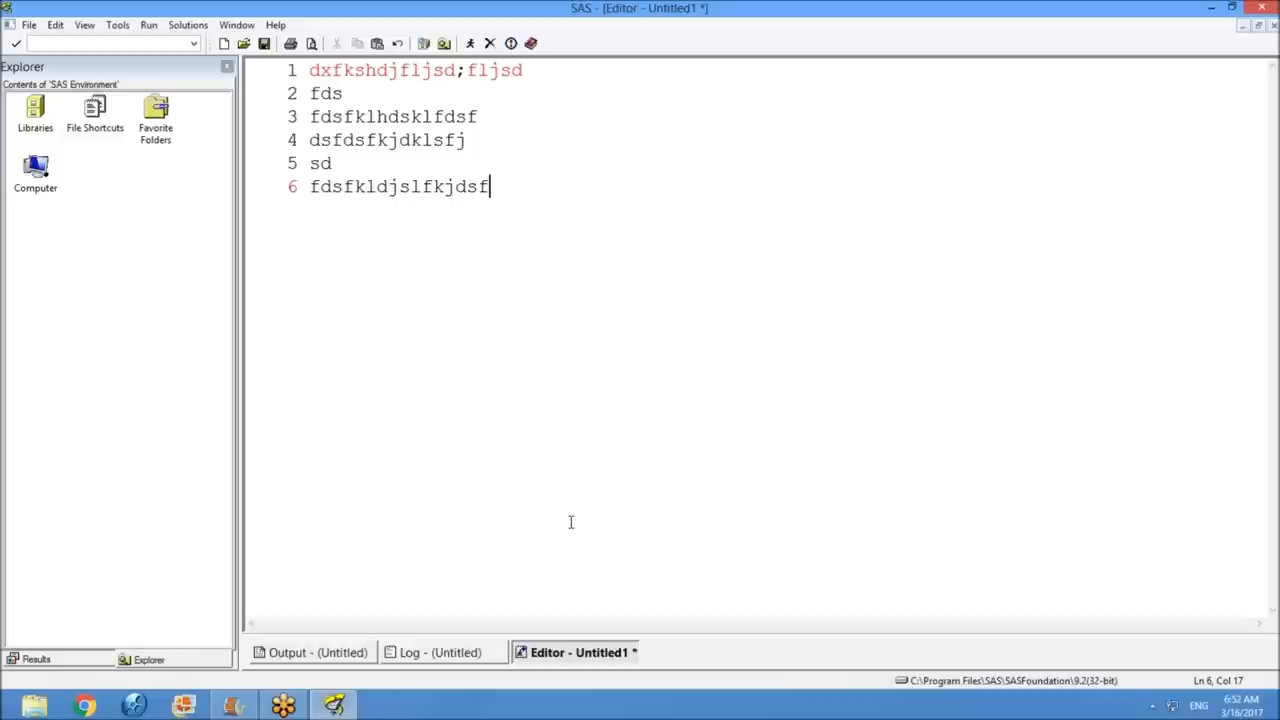 SAS - [Editor - Untitled1 *]
File Edit View Tools Run Solutions Window Help
Explorer
Contents of 'SAS Environment'
Libraries
File Shortcuts
Favorite Folders
Computer
1 dxfkshdjfljsd;fljsd
2 fds
3 fdsfklhdsklfdsf
4 dsfdsfkjdklsfj
5 sd
6 fdsfkldjslfkjdsf
Results
Explorer
Output - (Untitled)
Log - (Untitled)
Editor - Untitled1 *
C:\Program Files\SAS\SASFoundation\9.2(32-bit)
Ln 6, Col 17
ENG
6:52 AM
3/16/2017